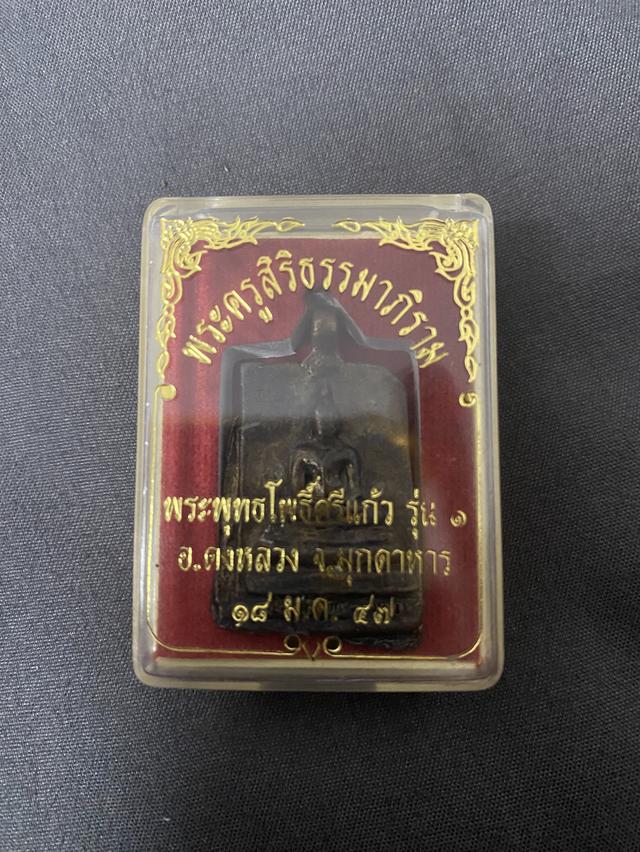 พระครูสิริธรรมาภิราม
พระพุทธโพธิ์ศรีแก้ว รุ่น ๑
อ.ดงหลวง จ.มุกดาหาร
๑๘ ม.ค. ๔๗